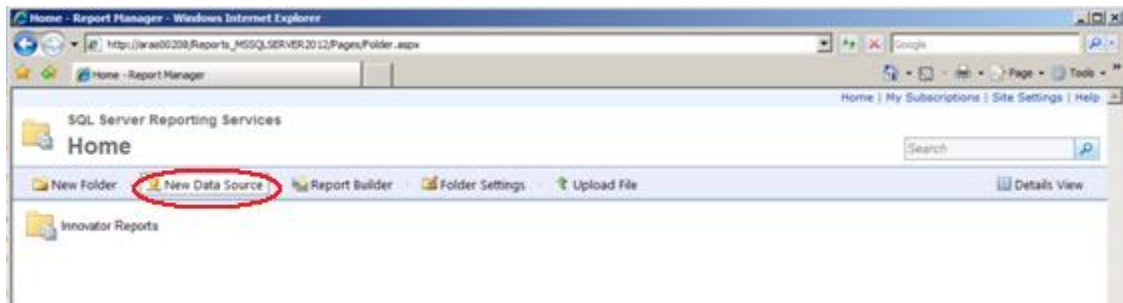 Home - Report Manager - Windows Internet Explorer
http://aras00208/Reports_MSSQLSERVER2012/Pages/Folder.aspx
Google
Home - Report Manager
Page
Tools
Home | My Subscriptions | Site Settings | Help
SQL Server Reporting Services
Home
Search
New Folder
New Data Source
Report Builder
Folder Settings
Upload File
Details View
Innovator Reports